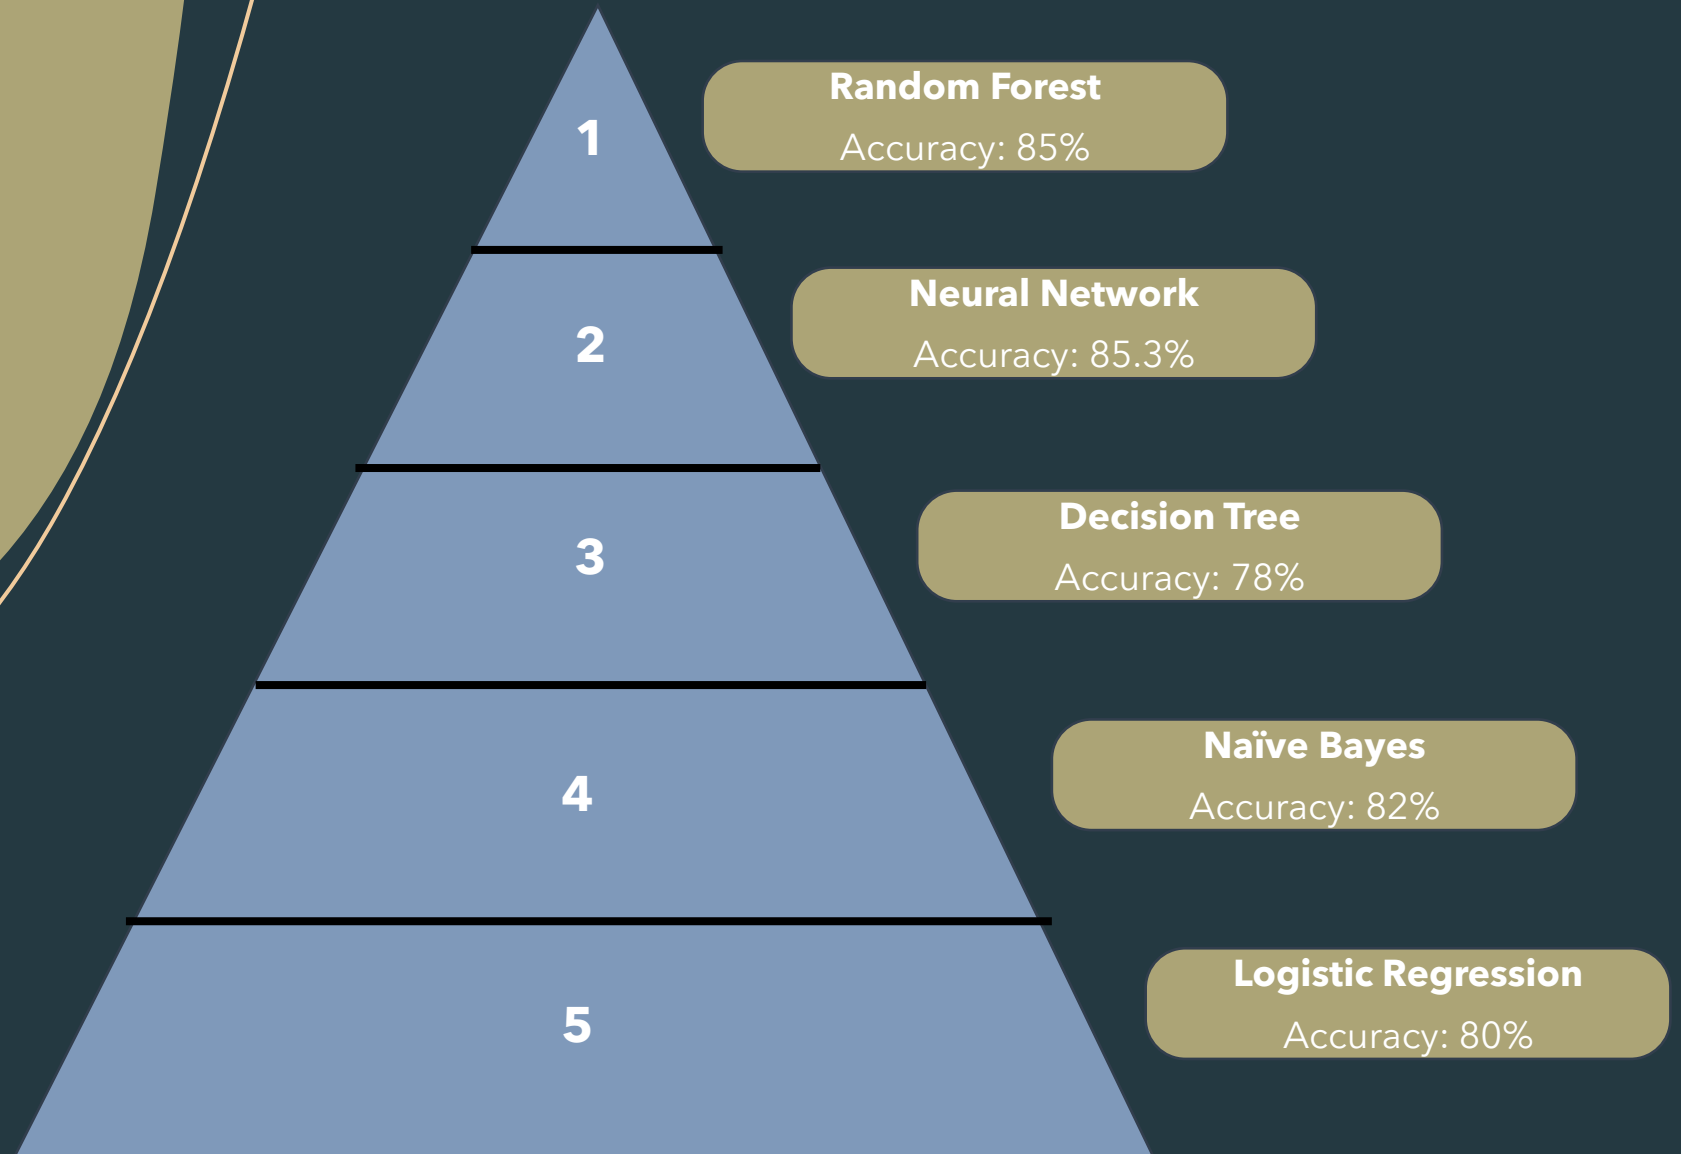 1
Random Forest
Accuracy: 85%
2
Neural Network
Accuracy: 85.3%
3
Decision Tree
Accuracy: 78%
4
Naïve Bayes
Accuracy: 82%
5
Logistic Regression
Accuracy: 80%